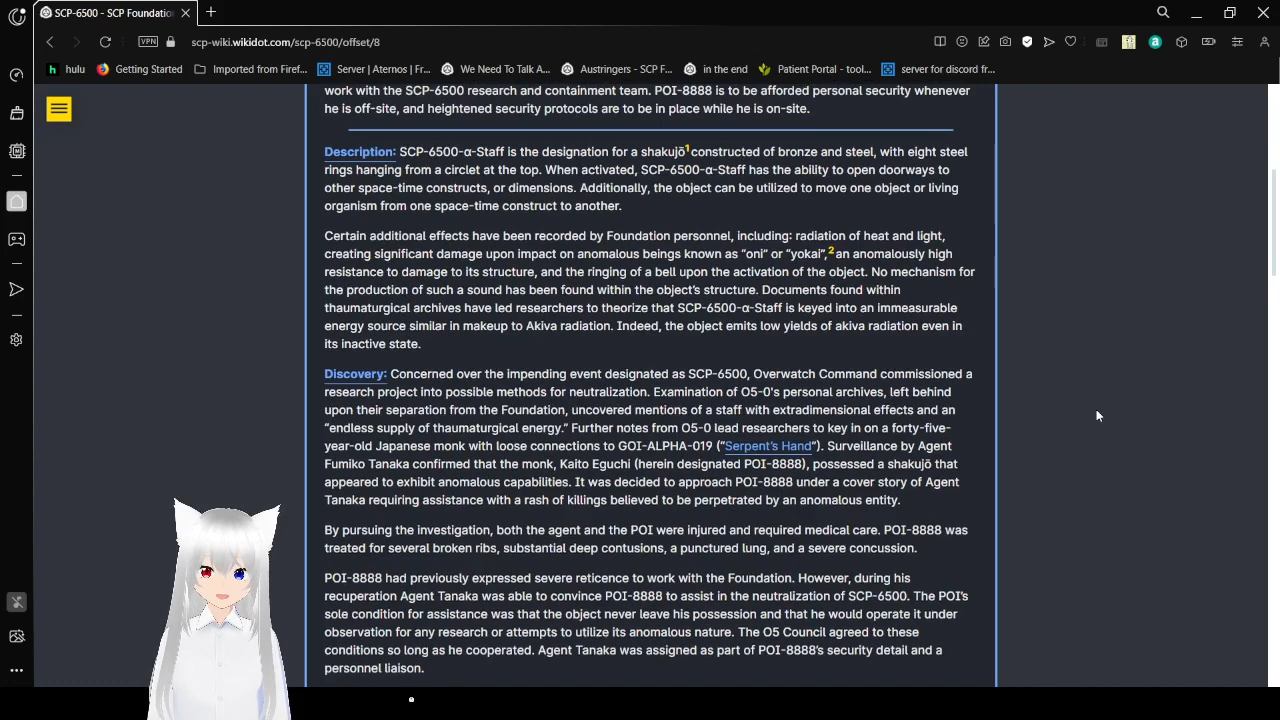 SCP-6500 - SCP Foundation
VPN
scp-wiki.wikidot.com/scp-6500/offset/8
hulu
Getting Started
Imported from Firef...
Server | Aternos | Fr...
We Need To Talk A...
Austringers - SCP F...
in the end
Patient Portal - tool...
server for discord fr...
work with the SCP-6500 research and containment team. POI-8888 is to be afforded personal security whenever
he is off-site, and heightened security protocols are to be in place while he is on-site.
Description: SCP-6500-α-Staff is the designation for a shakujō1 constructed of bronze and steel, with eight steel
rings hanging from a circlet at the top. When activated, SCP-6500-α-Staff has the ability to open doorways to
other space-time constructs, or dimensions. Additionally, the object can be utilized to move one object or living
organism from one space-time construct to another.
Certain additional effects have been recorded by Foundation personnel, including: radiation of heat and light,
creating significant damage upon impact on anomalous beings known as “oni” or “yokai”,2 an anomalously high
resistance to damage to its structure, and the ringing of a bell upon the activation of the object. No mechanism for
the production of such a sound has been found within the object’s structure. Documents found within
thaumaturgical archives have led researchers to theorize that SCP-6500-α-Staff is keyed into an immeasurable
energy source similar in makeup to Akiva radiation. Indeed, the object emits low yields of akiva radiation even in
its inactive state.
Discovery: Concerned over the impending event designated as SCP-6500, Overwatch Command commissioned a
research project into possible methods for neutralization. Examination of O5-0's personal archives, left behind
upon their separation from the Foundation, uncovered mentions of a staff with extradimensional effects and an
“endless supply of thaumaturgical energy.” Further notes from O5-0 lead researchers to key in on a forty-five-
year-old Japanese monk with loose connections to GOI-ALPHA-019 (“Serpent’s Hand”). Surveillance by Agent
Fumiko Tanaka confirmed that the monk, Kaito Eguchi (herein designated POI-8888), possessed a shakujō that
appeared to exhibit anomalous capabilities. It was decided to approach POI-8888 under a cover story of Agent
Tanaka requiring assistance with a rash of killings believed to be perpetrated by an anomalous entity.
By pursuing the investigation, both the agent and the POI were injured and required medical care. POI-8888 was
treated for several broken ribs, substantial deep contusions, a punctured lung, and a severe concussion.
POI-8888 had previously expressed severe reticence to work with the Foundation. However, during his
recuperation Agent Tanaka was able to convince POI-8888 to assist in the neutralization of SCP-6500. The POI’s
sole condition for assistance was that the object never leave his possession and that he would operate it under
observation for any research or attempts to utilize its anomalous nature. The O5 Council agreed to these
conditions so long as he cooperated. Agent Tanaka was assigned as part of POI-8888’s security detail and a
personnel liaison.